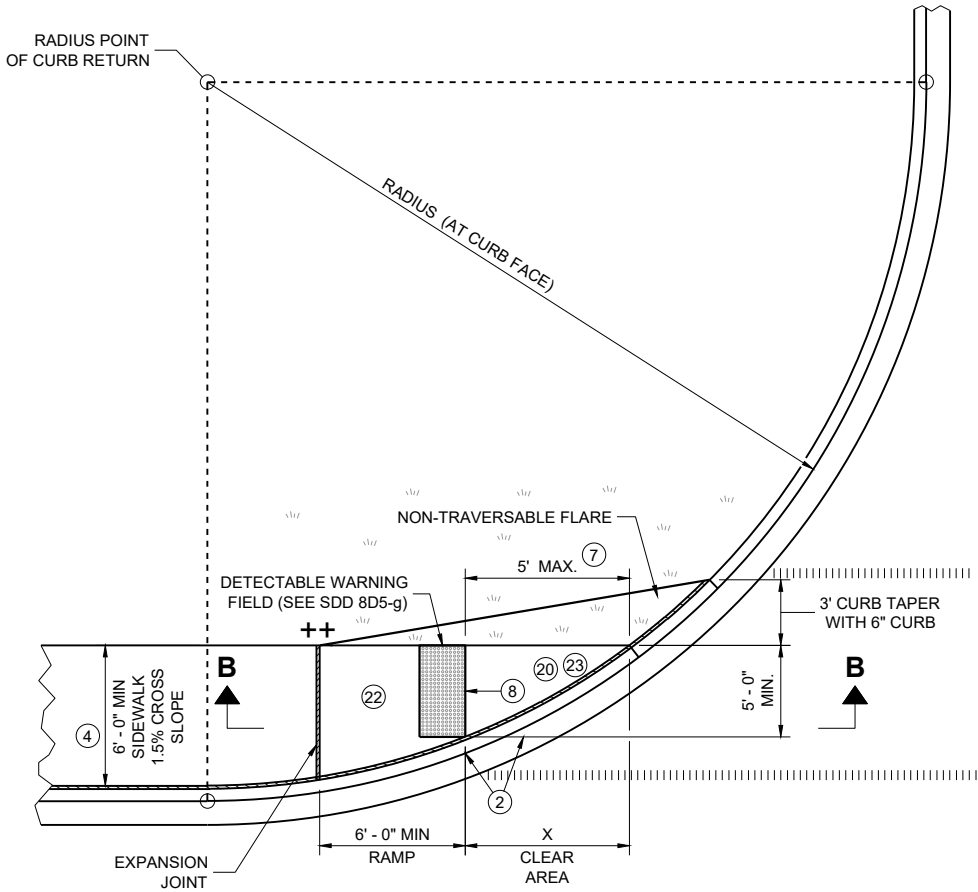 RADIUS POINT
OF CURB RETURN
RADIUS (AT CURB FACE)
NON-TRAVERSABLE FLARE
7
5' MAX.
DETECTABLE WARNING
FIELD (SEE SDD 8D5-g)
3' CURB TAPER
WITH 6" CURB
++
B
B
4
6' - 0" MIN
SIDEWALK
1.5% CROSS
SLOPE
22
8
20
23
5' - 0"
MIN.
2
6' - 0" MIN
RAMP
X
CLEAR
AREA
EXPANSION
JOINT